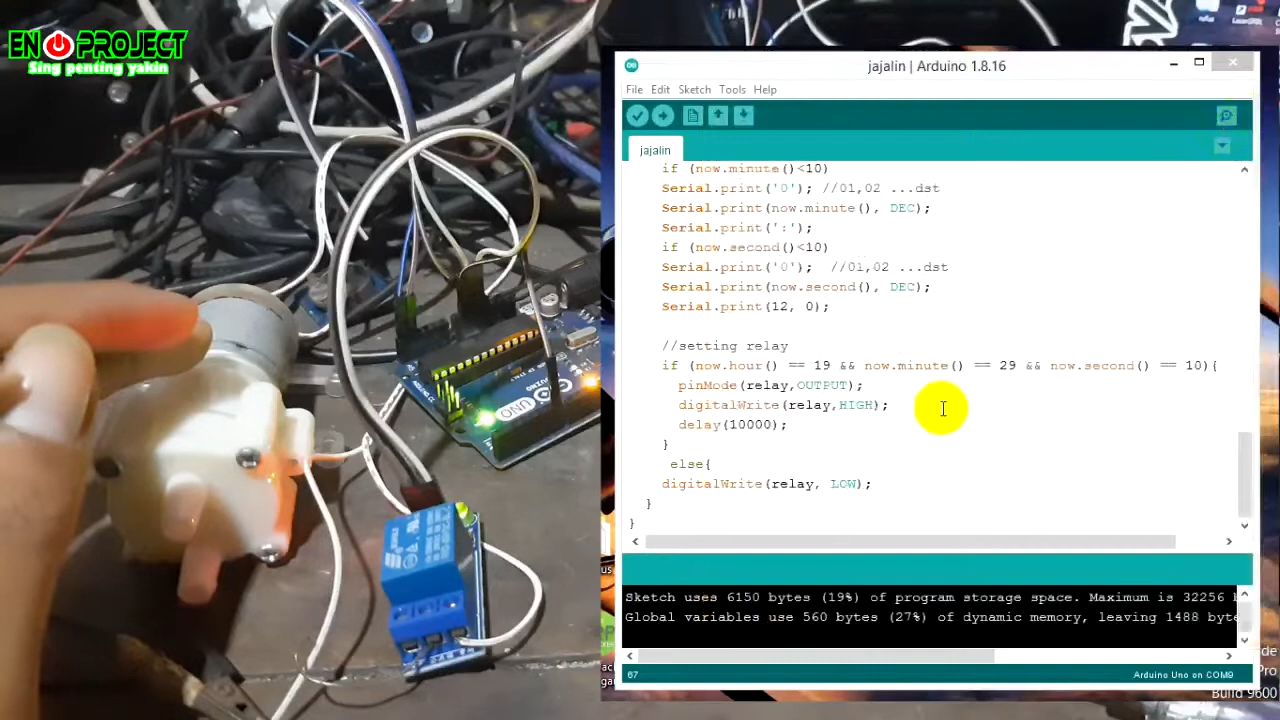 EN PROJECT
Sing penting yakin
jajalin | Arduino 1.8.16
File Edit Sketch Tools Help
jajalin
if (now.minute()<10)
Serial.print('0'); //01,02 ...dst
Serial.print(now.minute(), DEC);
Serial.print(':');
if (now.second()<10)
Serial.print('0'); //01,02 ...dst
Serial.print(now.second(), DEC);
Serial.print(12, 0);
//setting relay
if (now.hour() == 19 && now.minute() == 29 && now.second() == 10){
pinMode(relay,OUTPUT);
digitalWrite(relay,HIGH);
delay(10000);
}
else{
digitalWrite(relay, LOW);
}
}
Sketch uses 6150 bytes (19%) of program storage space. Maximum is 32256
Global variables use 560 bytes (27%) of dynamic memory, leaving 1488 byte
67
Arduino Uno on COM9
Pro
Build 9600
UNO